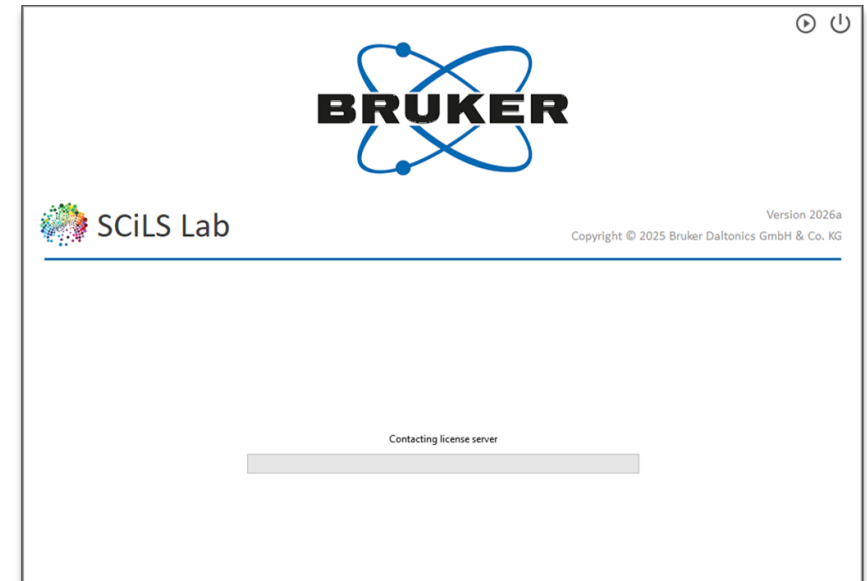 BRUKER
SCiLS Lab
Version 2026a
Copyright © 2025 Bruker Daltonics GmbH & Co. KG
Contacting license server